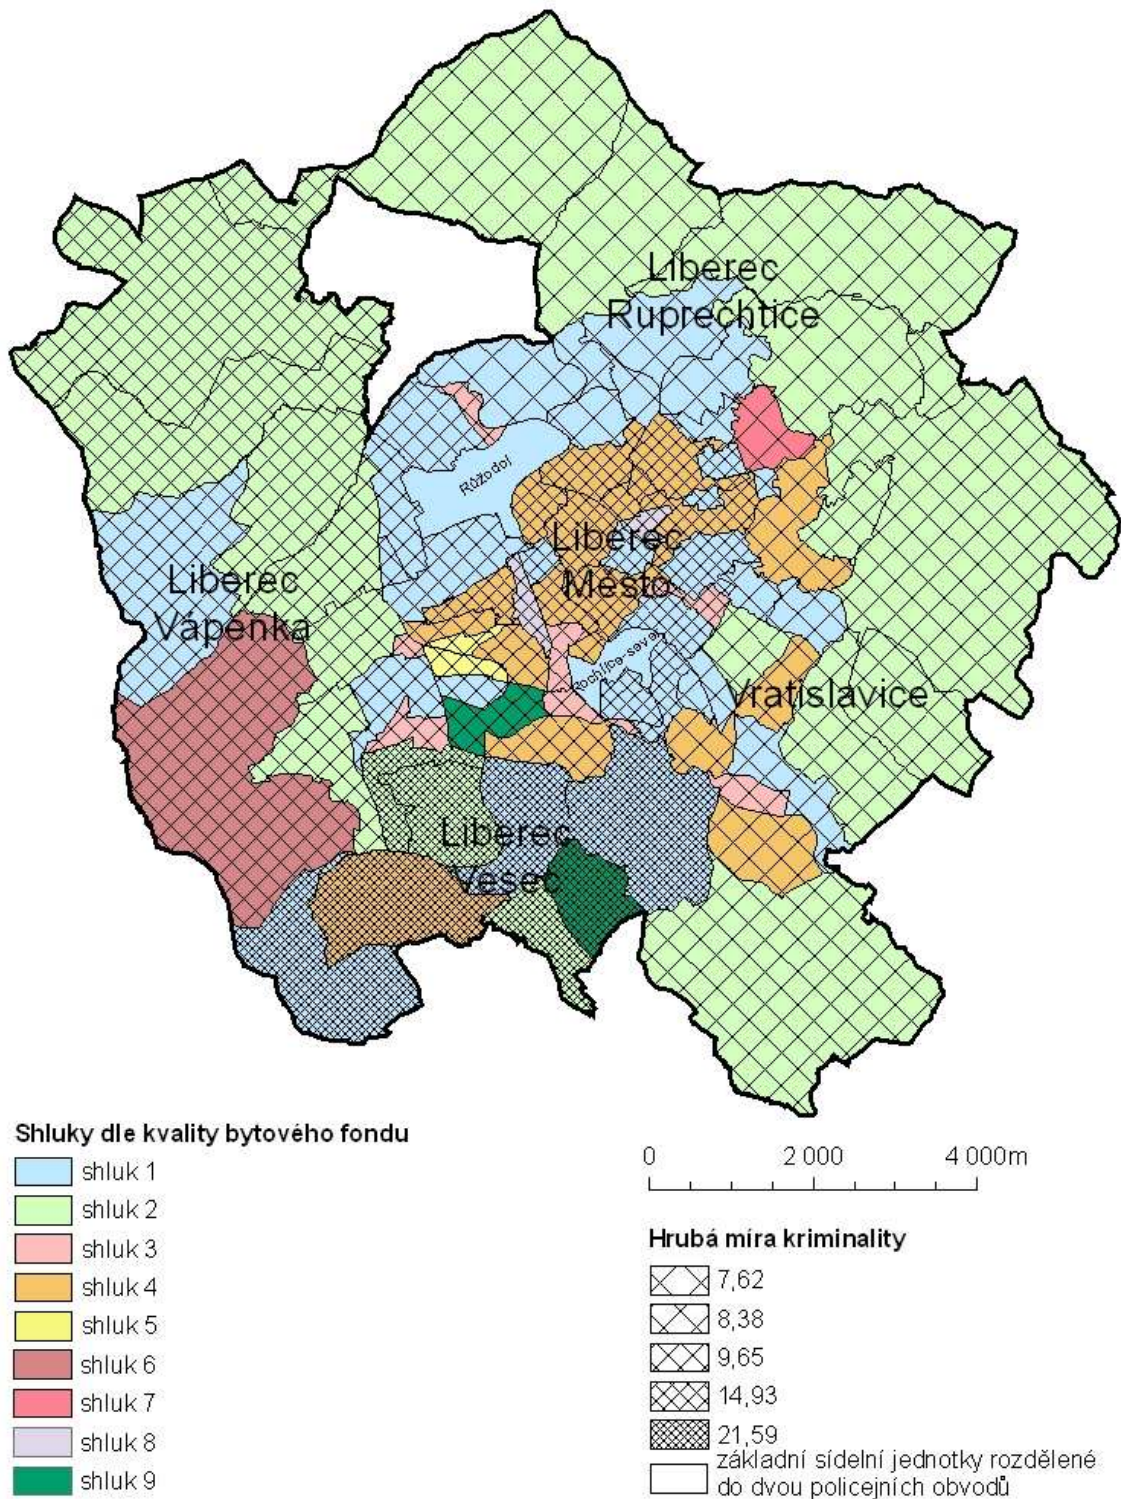 Liberec
Ruprechtice
Růžodol
Liberec
Město
Liberec
Vápenka
Rochlice-sever
Vratislavice
Liberec
Vesec
Shluky dle kvality bytového fondu
shluk 1
shluk 2
shluk 3
shluk 4
shluk 5
shluk 6
shluk 7
shluk 8
shluk 9
0 2 000 4 000m
Hrubá míra kriminality
7,62
8,38
9,65
14,93
21,59
základní sídelní jednotky rozdělené
do dvou policejních obvodů